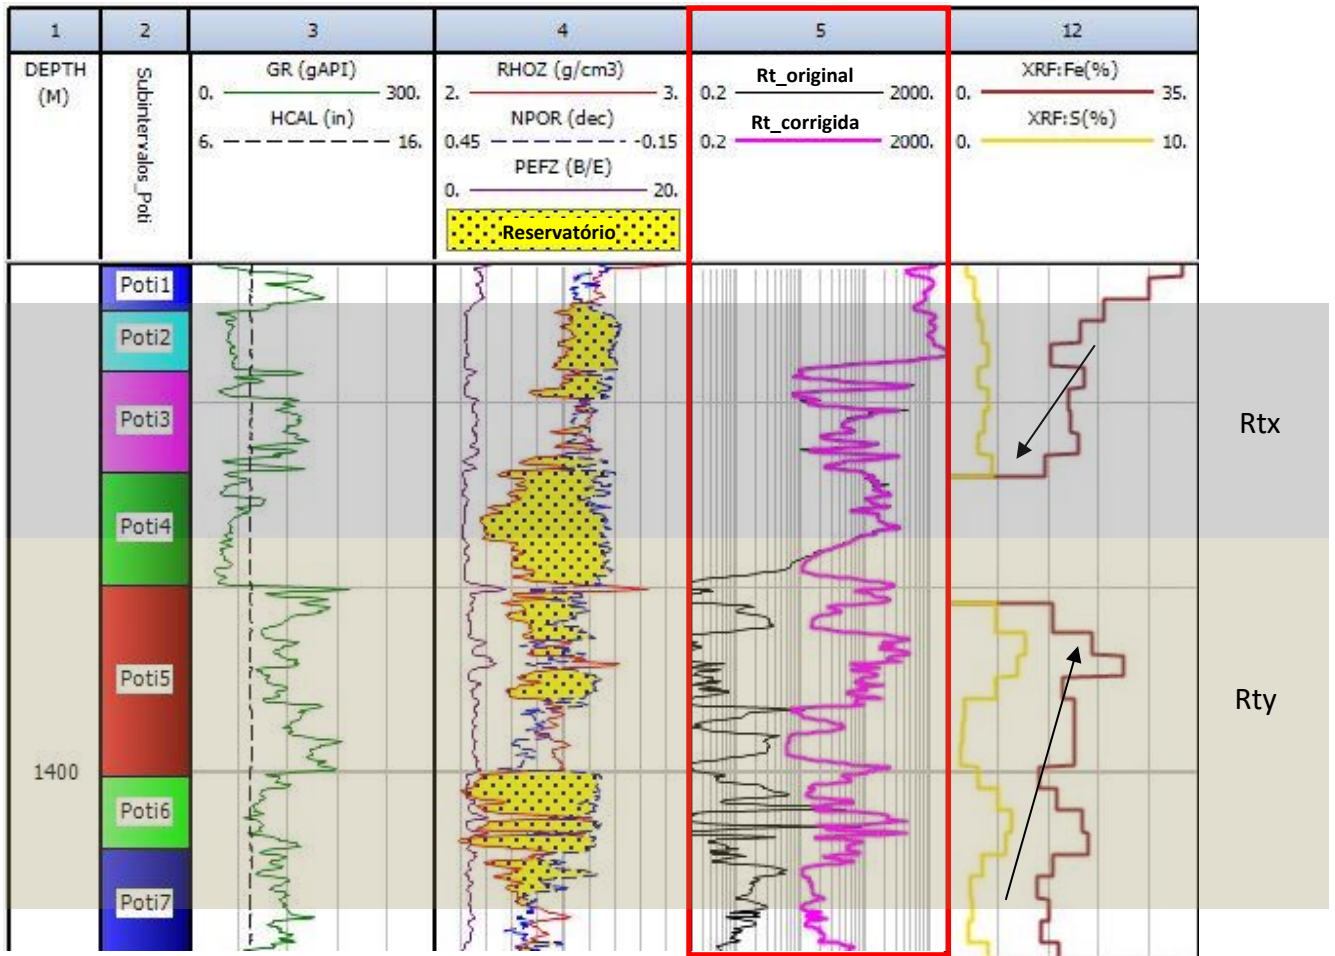 1 2 3 4 5 12
DEPTH
(M)
Subintervalos_Poti
GR (gAPI)
0. 300.
HCAL (in)
6. 16.
RHOZ (g/cm3)
2. 3.
NPOR (dec)
0.45 -0.15
PEFZ (B/E)
0. 20.
Reservatório
Rt_original
0.2 2000.
Rt_corrigida
0.2 2000.
XRF:Fe(%)
0. 35.
XRF:S(%)
0. 10.
Poti1
Poti2
Poti3
Poti4
Poti5
Poti6
Poti7
1400
Rtx
Rty